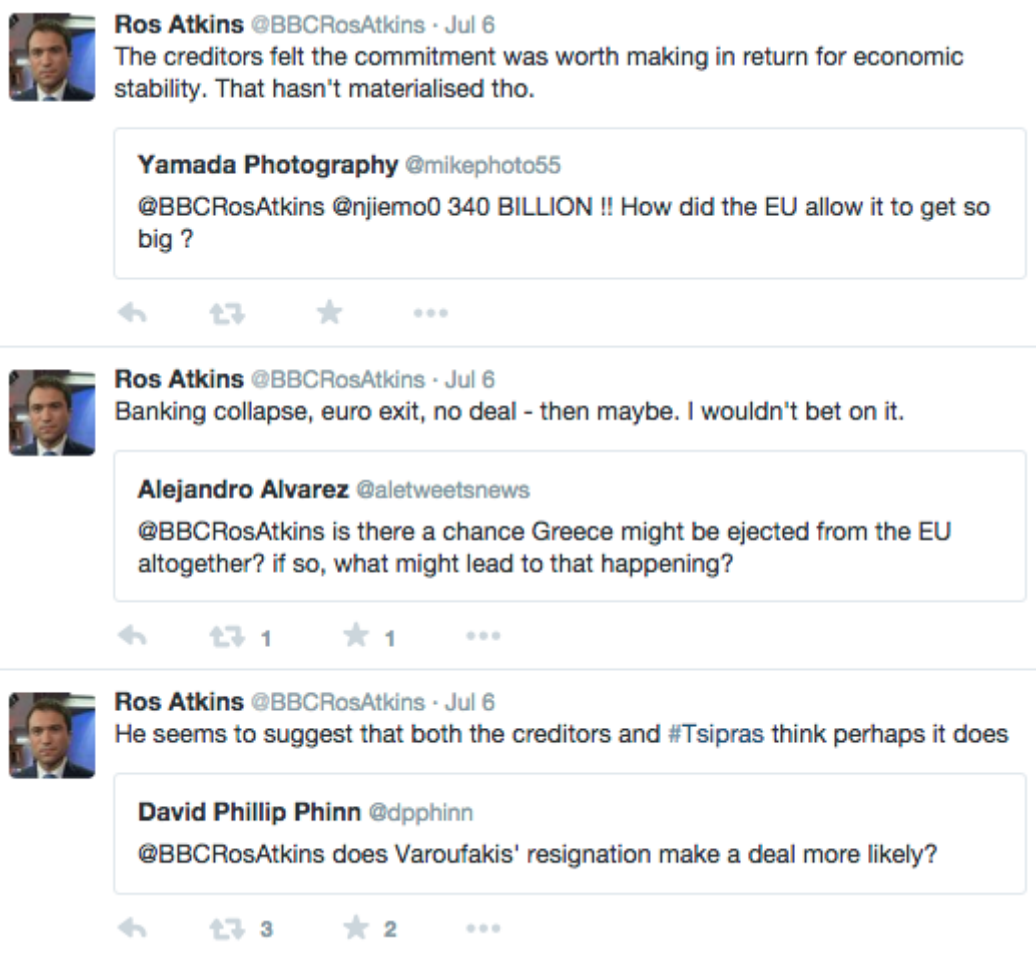 Ros Atkins @BBCRosAtkins · Jul 6
The creditors felt the commitment was worth making in return for economic
stability. That hasn't materialised tho.
Yamada Photography @mikephoto55
@BBCRosAtkins @njiemo0 340 BILLION !! How did the EU allow it to get so
big ?
Ros Atkins @BBCRosAtkins · Jul 6
Banking collapse, euro exit, no deal - then maybe. I wouldn't bet on it.
Alejandro Alvarez @aletweetsnews
@BBCRosAtkins is there a chance Greece might be ejected from the EU
altogether? if so, what might lead to that happening?
1 1
Ros Atkins @BBCRosAtkins · Jul 6
He seems to suggest that both the creditors and #Tsipras think perhaps it does
David Phillip Phinn @dpphinn
@BBCRosAtkins does Varoufakis' resignation make a deal more likely?
3 2